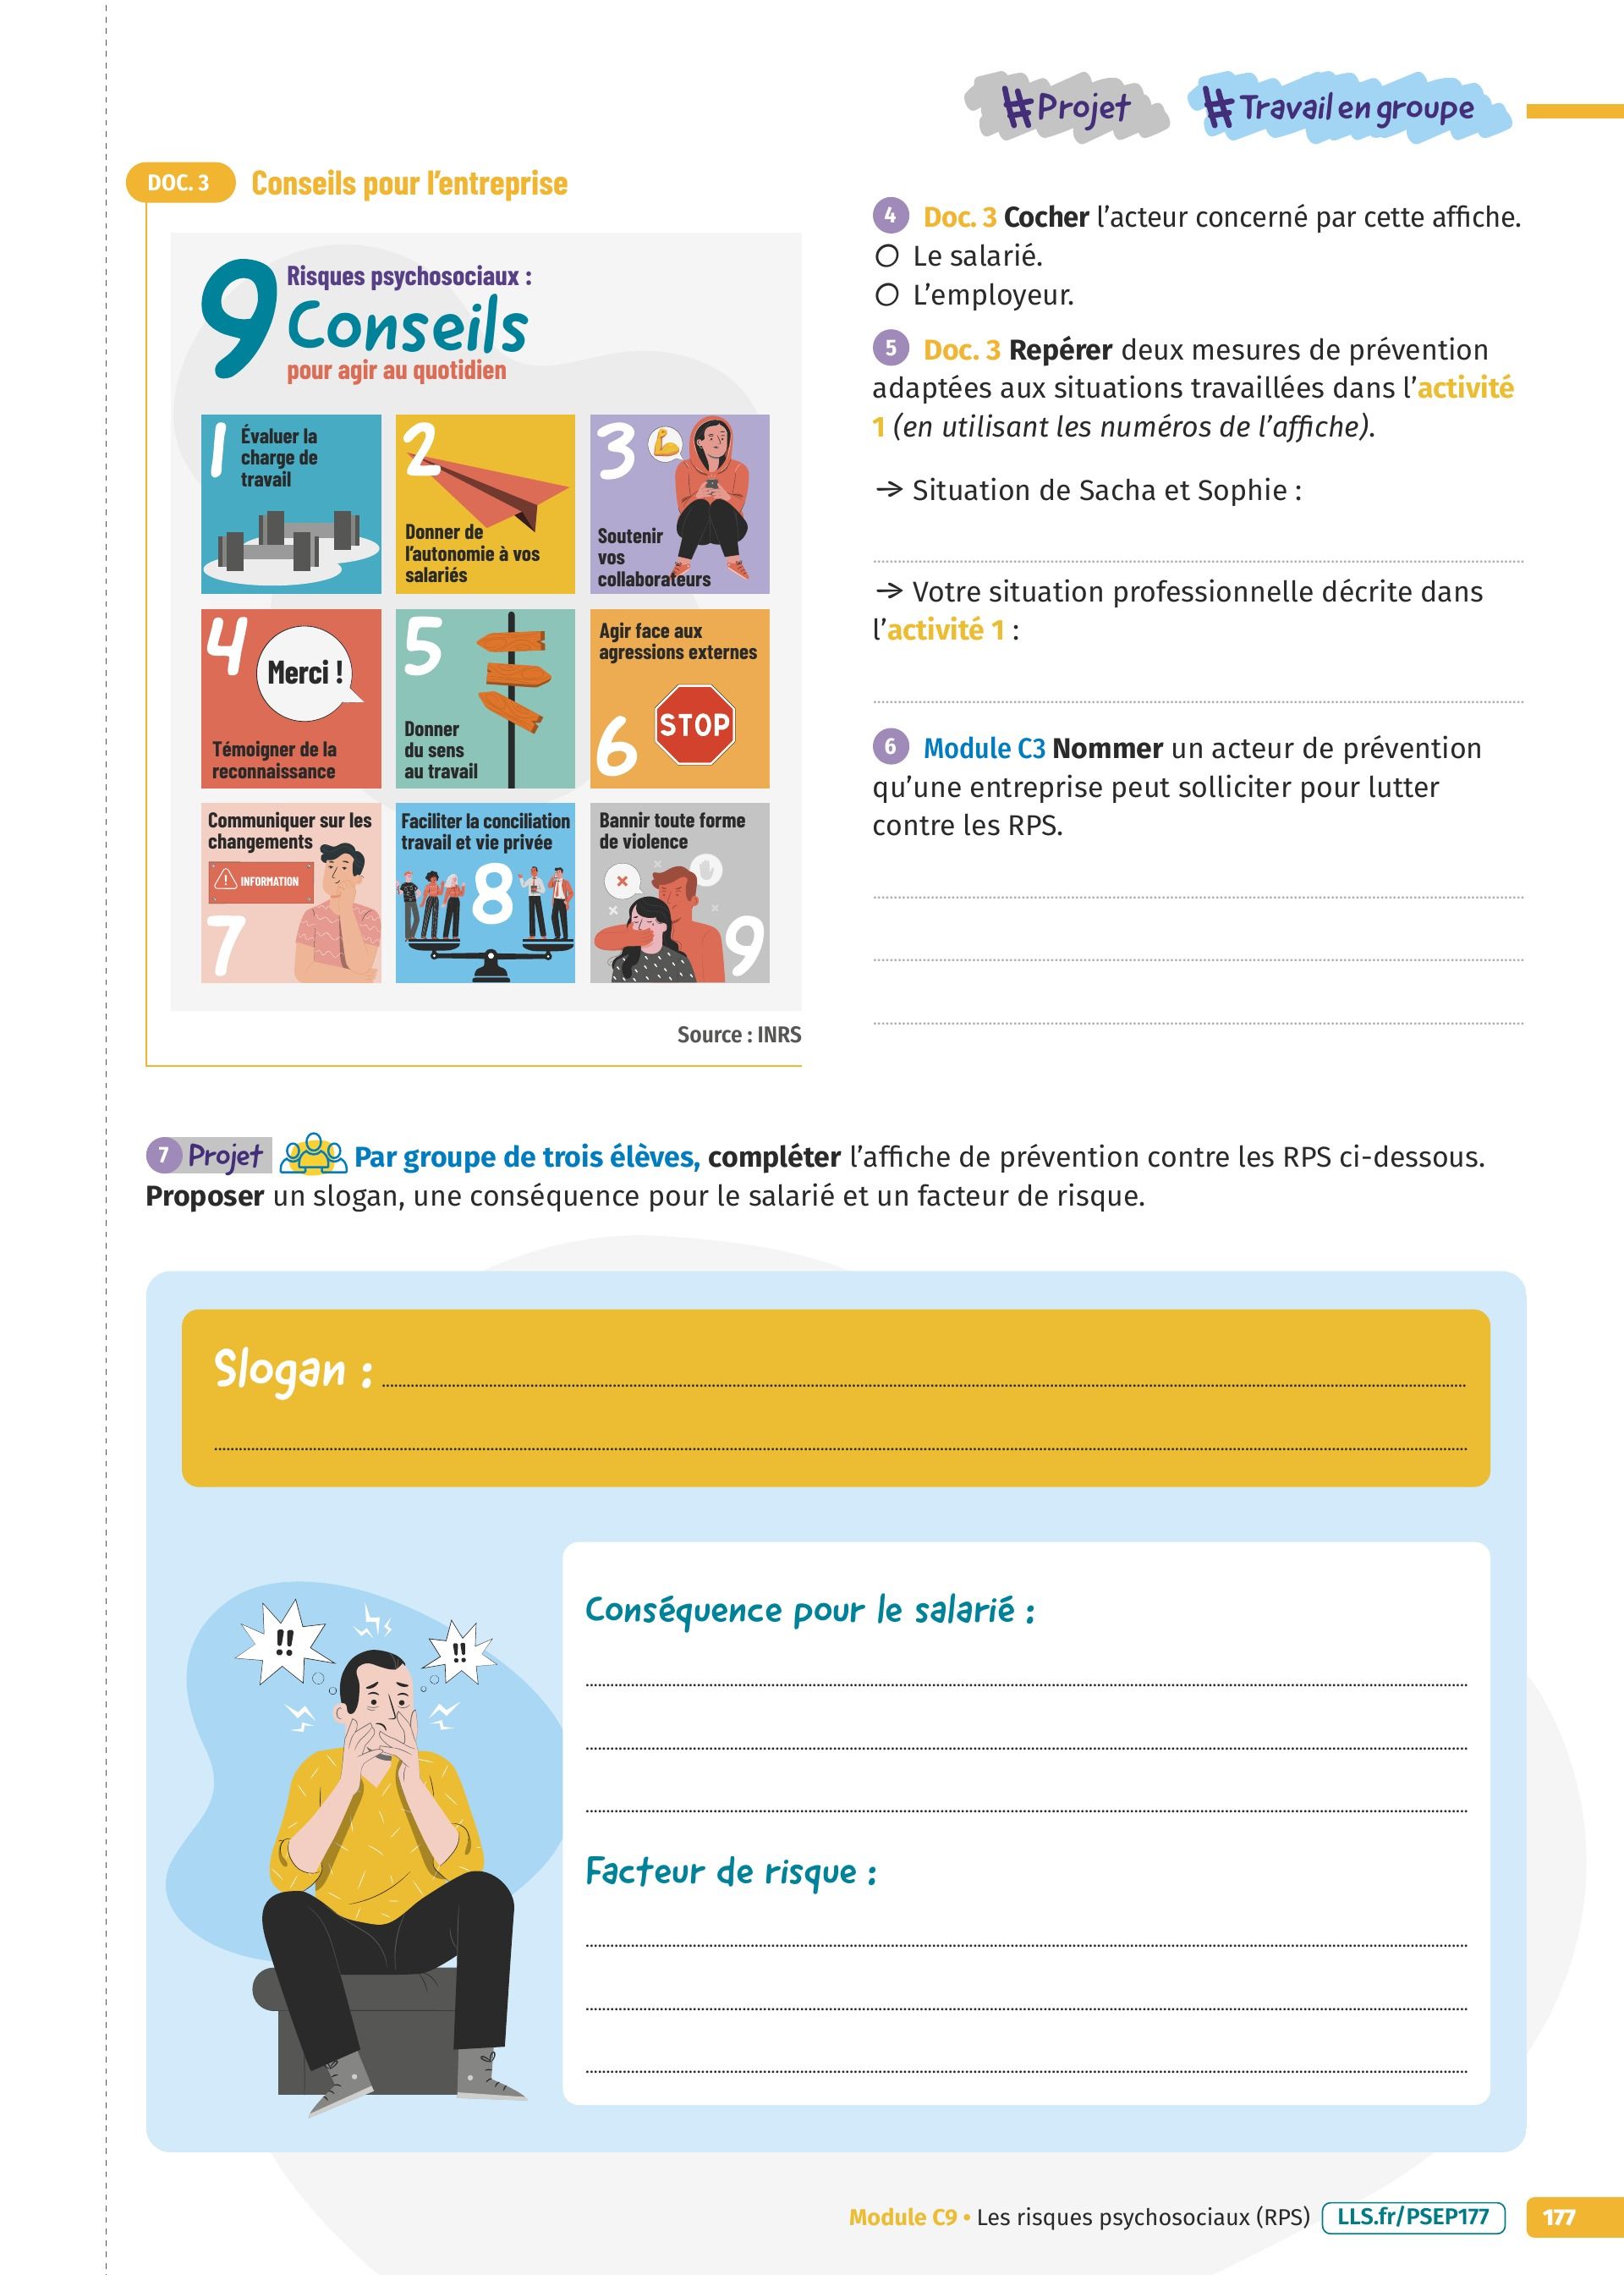 #Projet
#Travail en groupe
DOC. 3
Conseils pour l'entreprise
9
Risques psychosociaux :
Conseils
pour agir au quotidien
1
Évaluer la
charge de
travail
2
Donner de
l'autonomie à vos
salariés
3
Soutenir
vos
collaborateurs
4
Merci !
Témoigner de la
reconnaissance
5
Donner
du sens
au travail
Agir face aux
agressions externes
6
STOP
Communiquer sur les
changements
! INFORMATION
7
Faciliter la conciliation
travail et vie privée
8
Bannir toute forme
de violence
9
Source : INRS
4 Doc. 3 Cocher l'acteur concerné par cette affiche.
Le salarié.
L'employeur.
5 Doc. 3 Repérer deux mesures de prévention
adaptées aux situations travaillées dans l'activité
1 (en utilisant les numéros de l'affiche).
→ Situation de Sacha et Sophie :
→ Votre situation professionnelle décrite dans
l'activité 1 :
6 Module C3 Nommer un acteur de prévention
qu'une entreprise peut solliciter pour lutter
contre les RPS.
7 Projet Par groupe de trois élèves, compléter l'affiche de prévention contre les RPS ci-dessous.
Proposer un slogan, une conséquence pour le salarié et un facteur de risque.
Slogan :
!!
!!
Conséquence pour le salarié :
Facteur de risque :
Module C9 • Les risques psychosociaux (RPS) LLS.fr/PSEP177 177